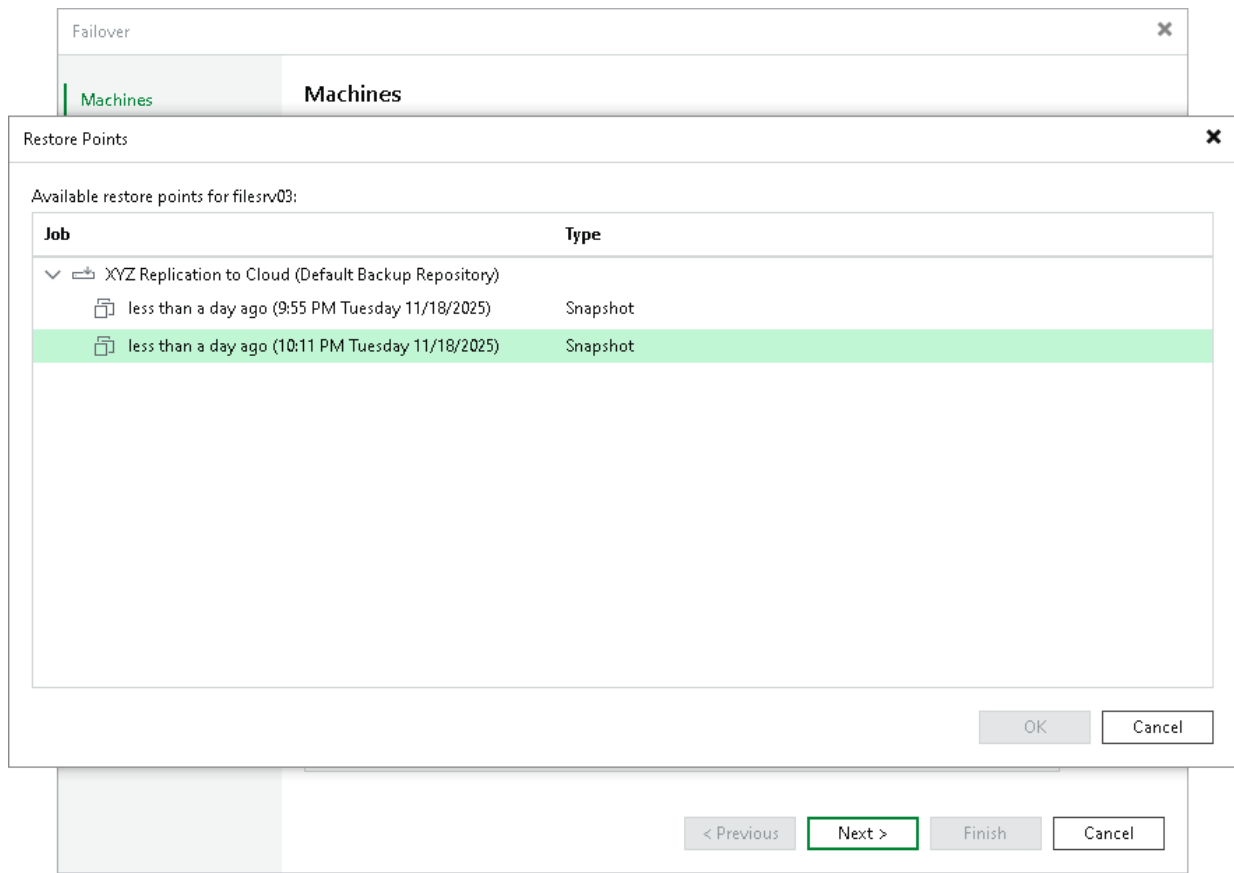 Failover
Machines
Machines
Restore Points
Available restore points for filesrv03:
Job Type
XYZ Replication to Cloud (Default Backup Repository)
less than a day ago (9:55 PM Tuesday 11/18/2025) Snapshot
less than a day ago (10:11 PM Tuesday 11/18/2025) Snapshot
OK Cancel
< Previous Next > Finish Cancel